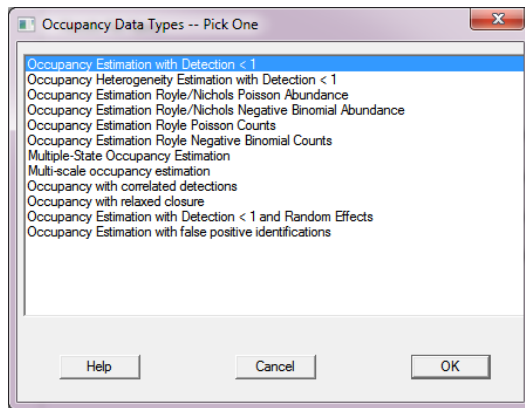 Occupancy Data Types -- Pick One
Occupancy Estimation with Detection < 1
Occupancy Heterogeneity Estimation with Detection < 1
Occupancy Estimation Royle/Nichols Poisson Abundance
Occupancy Estimation Royle/Nichols Negative Binomial Abundance
Occupancy Estimation Royle Poisson Counts
Occupancy Estimation Royle Negative Binomial Counts
Multiple-State Occupancy Estimation
Multi-scale occupancy estimation
Occupancy with correlated detections
Occupancy with relaxed closure
Occupancy Estimation with Detection < 1 and Random Effects
Occupancy Estimation with false positive identifications
Help Cancel OK